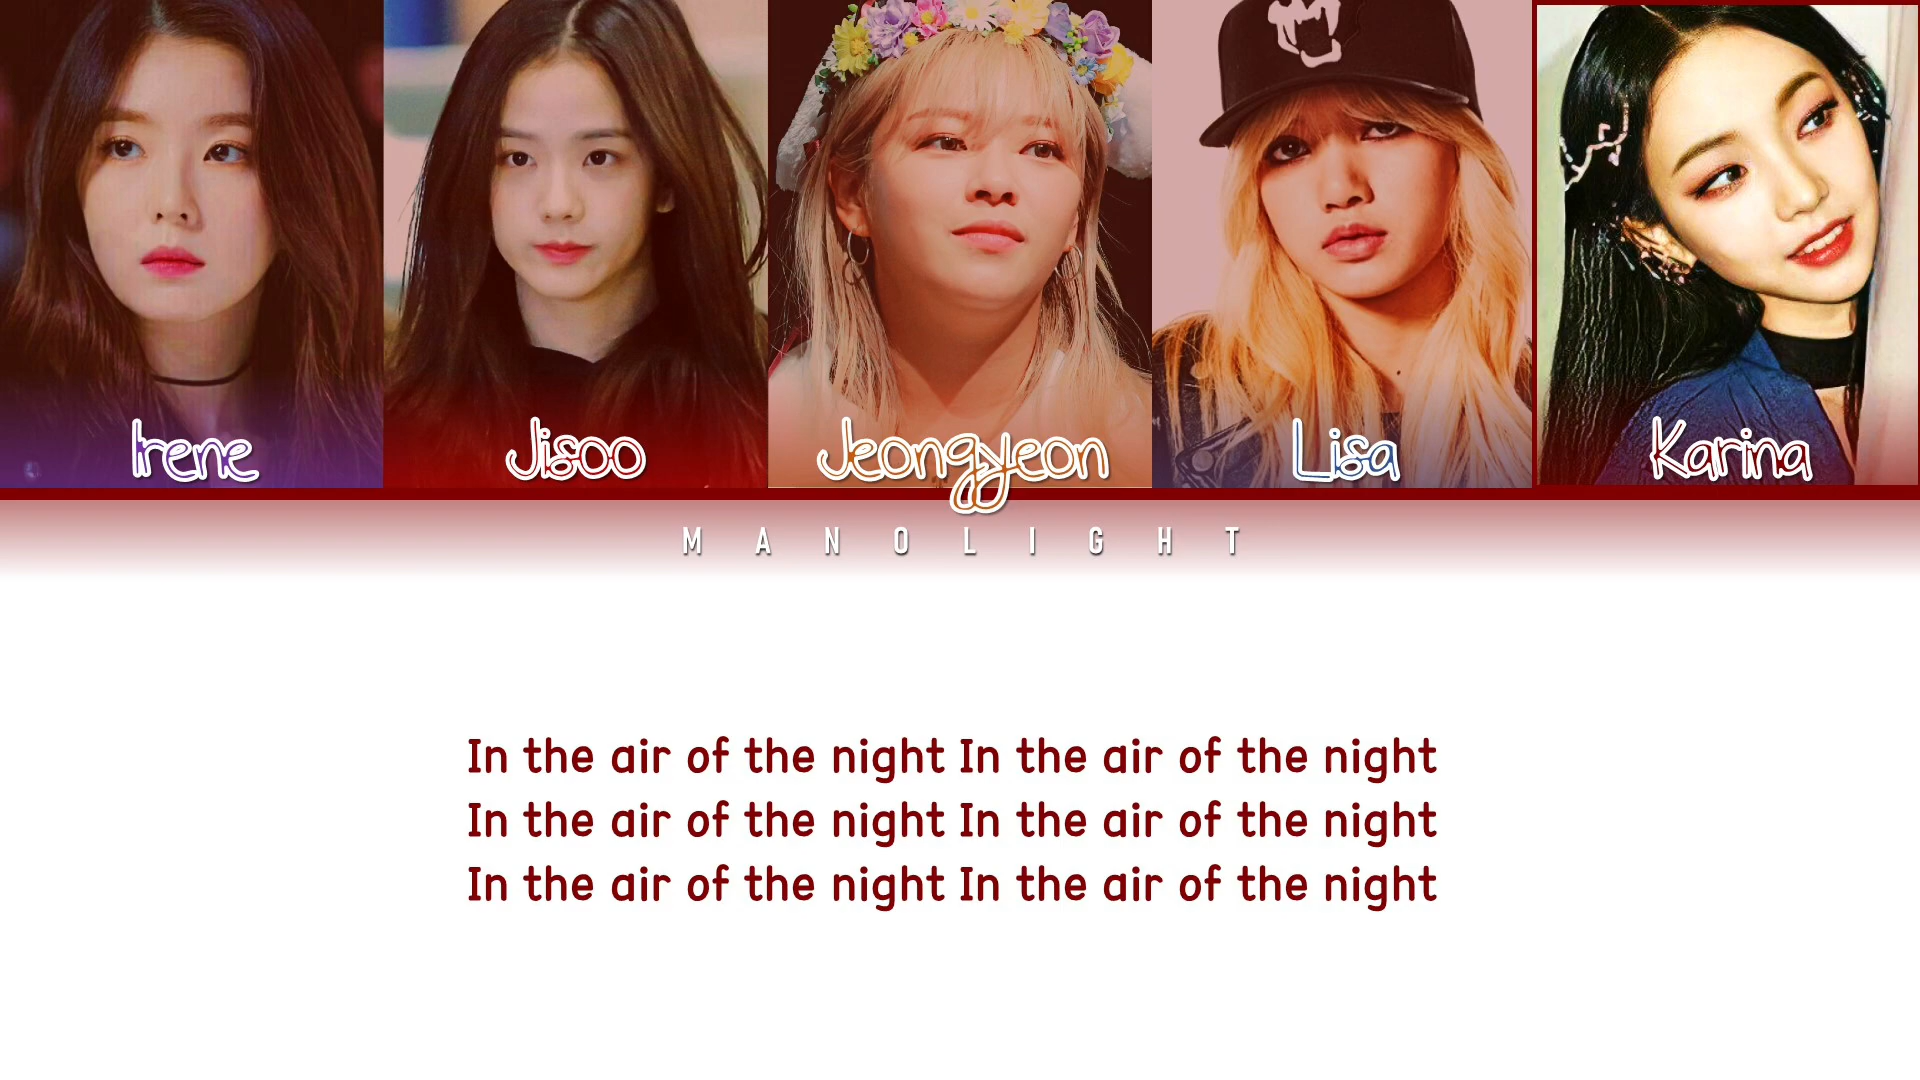 Irene Jisoo Jeongyeon Lisa Karina
MANOLIGHT
In the air of the night In the air of the night
In the air of the night In the air of the night
In the air of the night In the air of the night